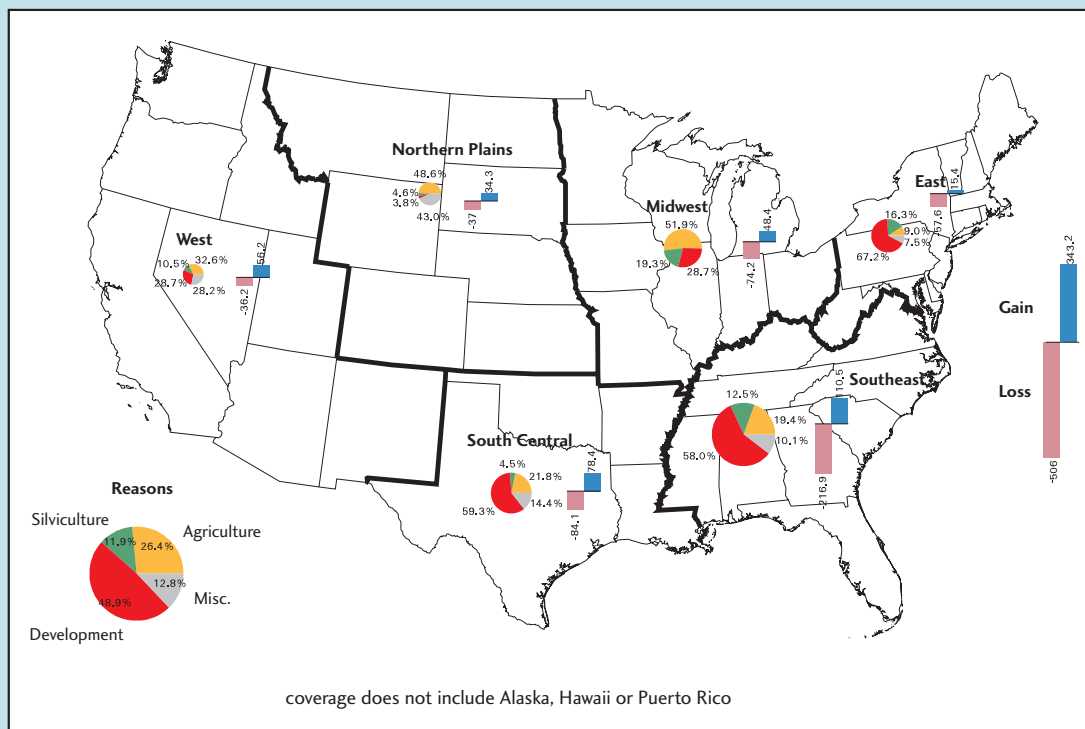 Northern Plains
48.6%
4.6%
3.8%
43.0%
-37
34.3
Midwest
51.9%
19.3%
28.7%
-74.2
48.4
East
16.3%
9.0%
7.5%
67.2%
-57.6
15.4
West
10.5%
32.6%
28.7%
28.2%
-36.2
56.2
Gain
343.2
Loss
-506
Southeast
12.5%
19.4%
10.1%
58.0%
-216.9
110.5
South Central
4.5%
21.8%
14.4%
59.3%
-84.1
78.4
Reasons
Silviculture
Agriculture
11.9%
26.4%
12.8%
48.9%
Misc.
Development
coverage does not include Alaska, Hawaii or Puerto Rico